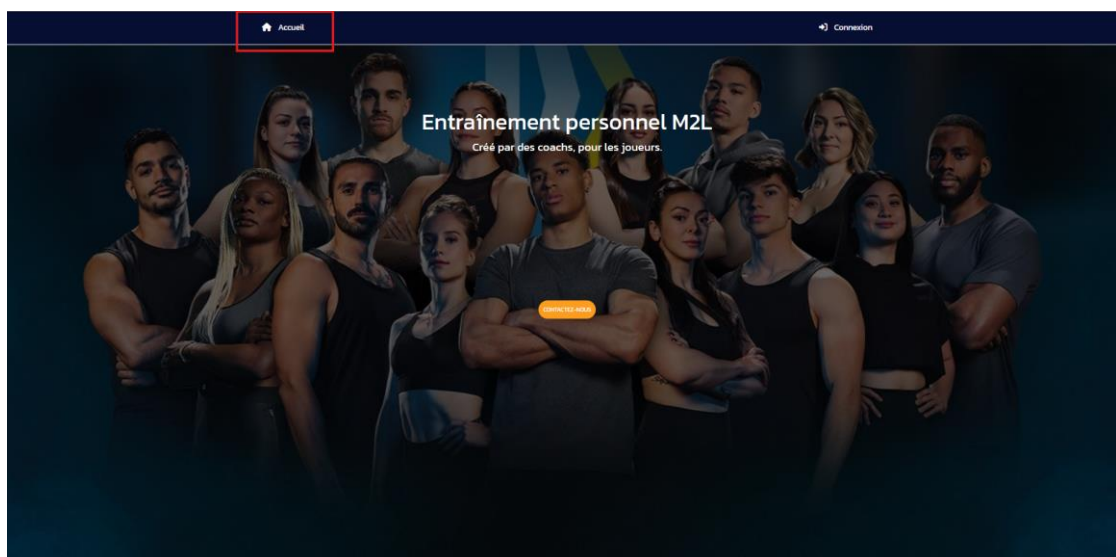 Accueil
Connexion
Entraînement personnel M2L
Créé par des coachs, pour les joueurs.
CONTACTEZ-NOUS